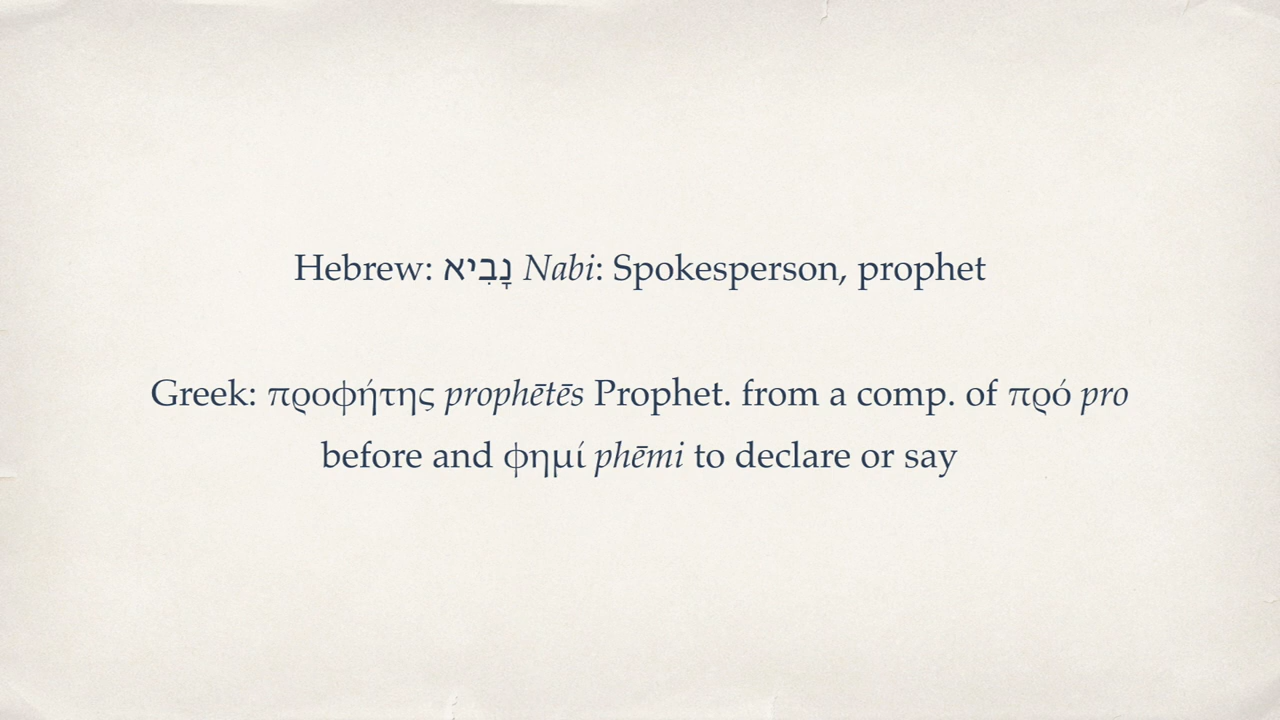 Hebrew: נָבִיא Nabi: Spokesperson, prophet
Greek: προφήτης prophētēs Prophet. from a comp. of πρό pro
before and φημί phēmi to declare or say